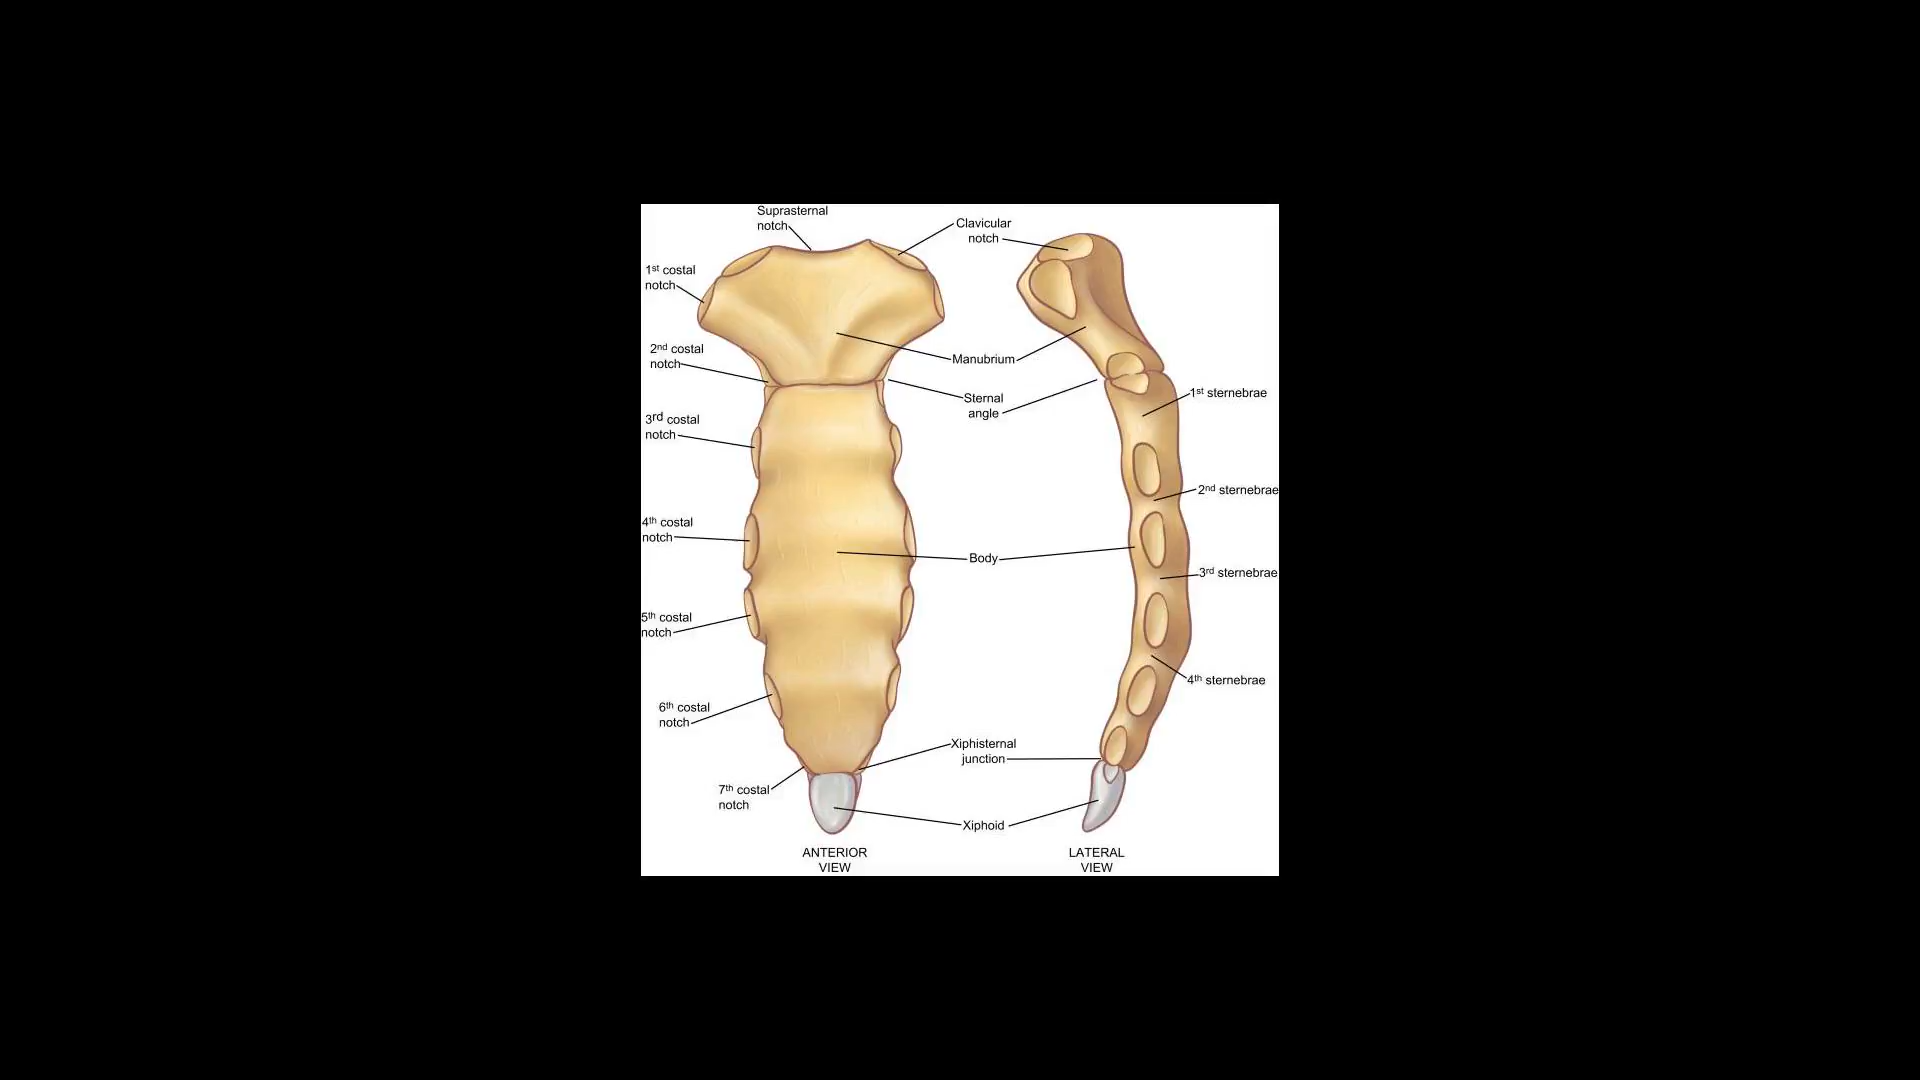 Suprasternal
notch
Clavicular
notch
1st costal
notch
2nd costal
notch
Manubrium
Sternal
angle
1st sternebrae
3rd costal
notch
2nd sternebrae
4th costal
notch
Body
3rd sternebrae
5th costal
notch
4th sternebrae
6th costal
notch
Xiphisternal
junction
7th costal
notch
Xiphoid
ANTERIOR
VIEW
LATERAL
VIEW